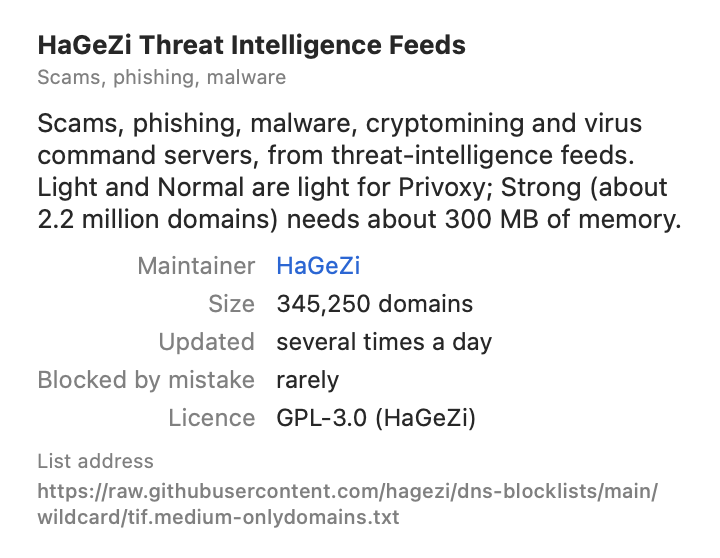 HaGeZi Threat Intelligence Feeds
Scams, phishing, malware
Scams, phishing, malware, cryptomining and virus
command servers, from threat-intelligence feeds.
Light and Normal are light for Privoxy; Strong (about
2.2 million domains) needs about 300 MB of memory.
Maintainer HaGeZi
Size 345,250 domains
Updated several times a day
Blocked by mistake rarely
Licence GPL-3.0 (HaGeZi)
List address
https://raw.githubusercontent.com/hagezi/dns-blocklists/main/
wildcard/tif.medium-onlydomains.txt